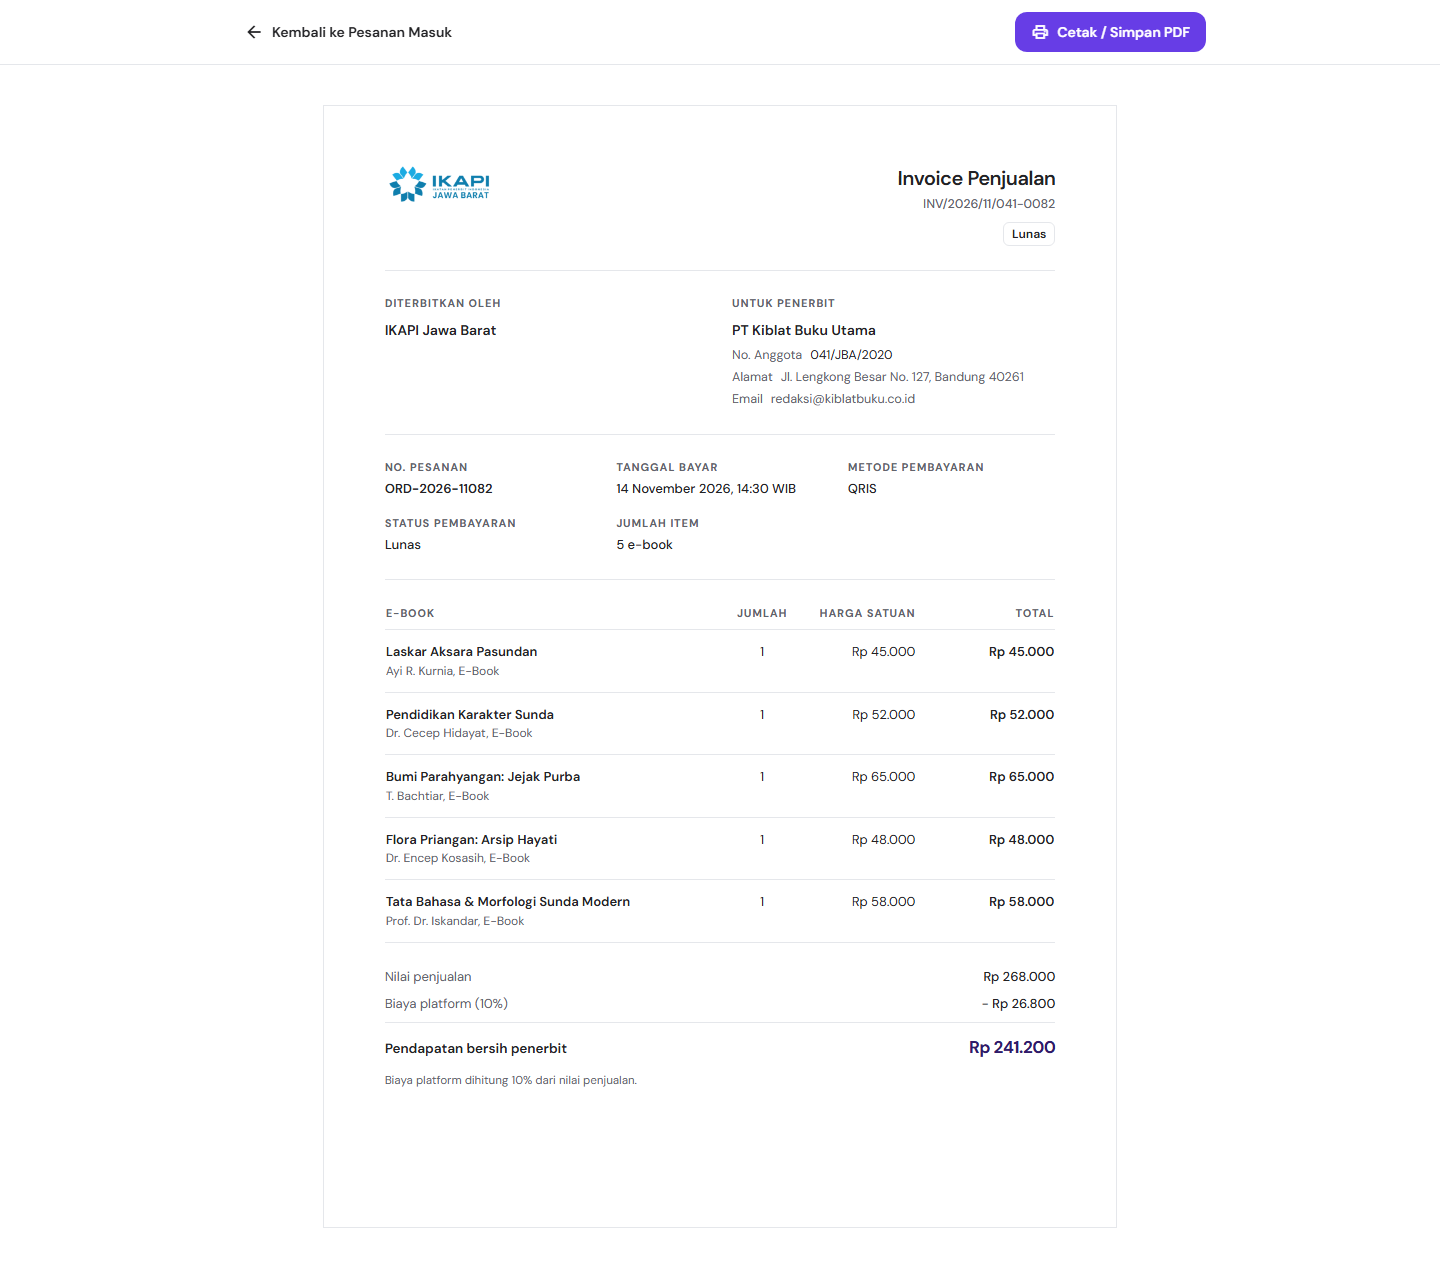 Kembali ke Pesanan Masuk
Cetak / Simpan PDF
IKAPI
JAWA BARAT
Invoice Penjualan
INV/2026/11/041-0082
Lunas
DITERBITKAN OLEH
IKAPI Jawa Barat
UNTUK PENERBIT
PT Kiblat Buku Utama
No. Anggota 041/JBA/2020
Alamat Jl. Lengkong Besar No. 127, Bandung 40261
Email redaksi@kiblatbuku.co.id
NO. PESANAN
ORD-2026-11082
TANGGAL BAYAR
14 November 2026, 14:30 WIB
METODE PEMBAYARAN
QRIS
STATUS PEMBAYARAN
Lunas
JUMLAH ITEM
5 e-book
E-BOOK JUMLAH HARGA SATUAN TOTAL
Laskar Aksara Pasundan 1 Rp 45.000 Rp 45.000
Ayi R. Kurnia, E-Book
Pendidikan Karakter Sunda 1 Rp 52.000 Rp 52.000
Dr. Cecep Hidayat, E-Book
Bumi Parahyangan: Jejak Purba 1 Rp 65.000 Rp 65.000
T. Bachtiar, E-Book
Flora Priangan: Arsip Hayati 1 Rp 48.000 Rp 48.000
Dr. Encep Kosasih, E-Book
Tata Bahasa & Morfologi Sunda Modern 1 Rp 58.000 Rp 58.000
Prof. Dr. Iskandar, E-Book
Nilai penjualan Rp 268.000
Biaya platform (10%) - Rp 26.800
Pendapatan bersih penerbit Rp 241.200
Biaya platform dihitung 10% dari nilai penjualan.